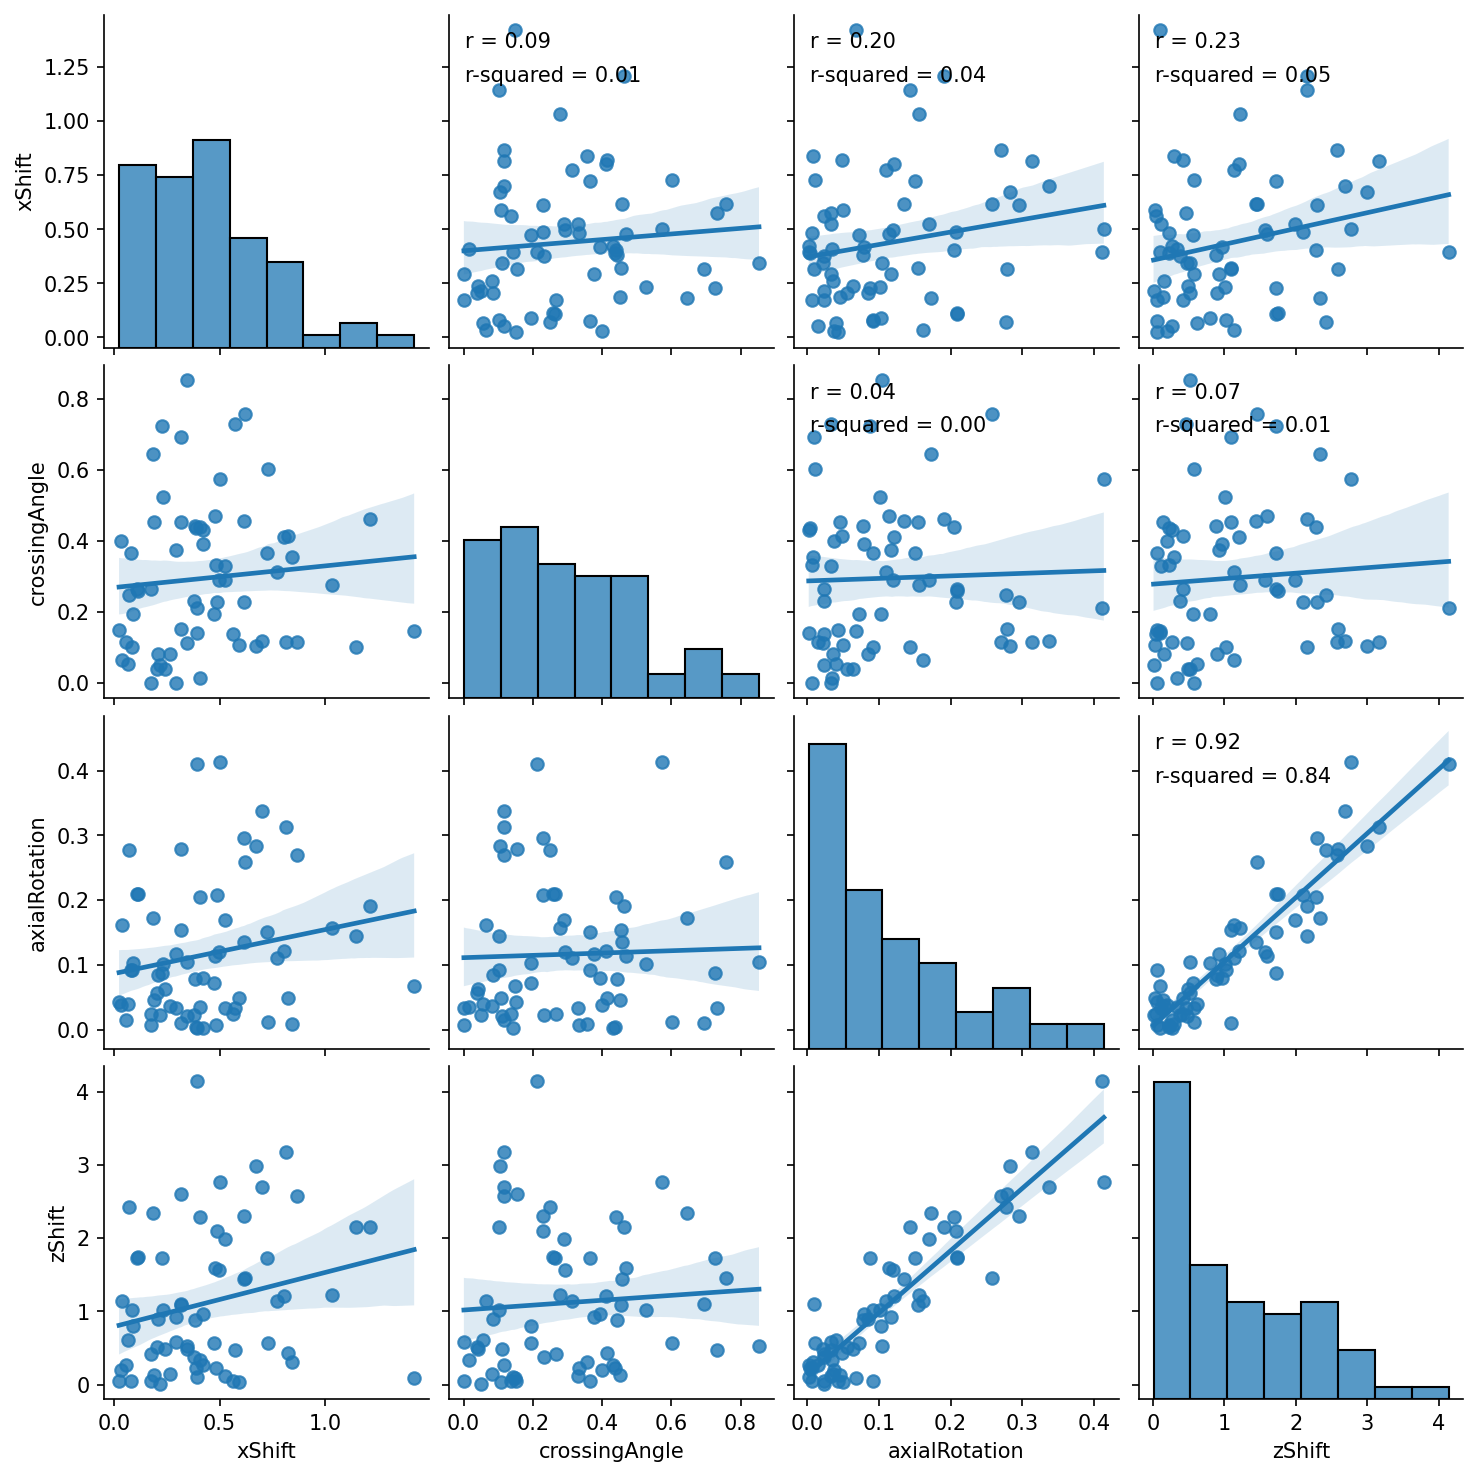 r = 0.09
r-squared = 0.01
r = 0.20
r-squared = 0.04
r = 0.23
r-squared = 0.05
xShift
1.25
1.00
0.75
0.50
0.25
0.00
r = 0.04
r-squared = 0.00
r = 0.07
r-squared = 0.01
crossingAngle
0.8
0.6
0.4
0.2
0.0
r = 0.92
r-squared = 0.84
axialRotation
0.4
0.3
0.2
0.1
0.0
zShift
4
3
2
1
0
0.0 0.5 1.0
0.0 0.2 0.4 0.6 0.8
0.0 0.1 0.2 0.3 0.4
0 1 2 3 4
xShift
crossingAngle
axialRotation
zShift